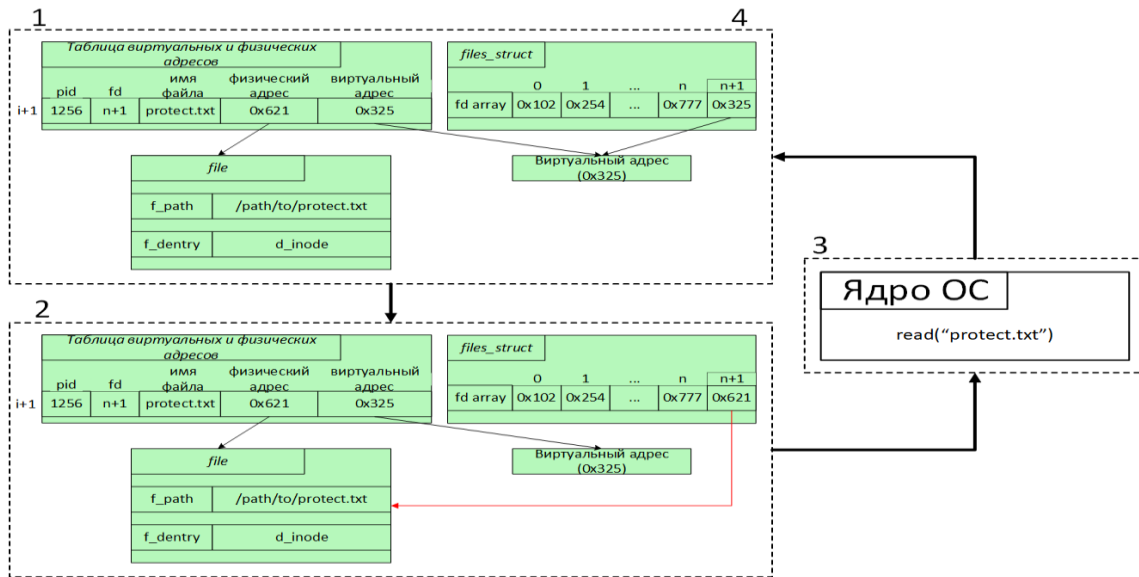 1
4
Таблица виртуальных и физических
адресов
pid fd имя файла физический адрес виртуальный адрес
i+1 1256 n+1 protect.txt 0x621 0x325
files_struct
0 1 ... n n+1
fd array 0x102 0x254 ... 0x777 0x325
file
f_path /path/to/protect.txt
f_dentry d_inode
Виртуальный адрес
(0x325)
2
Таблица виртуальных и физических
адресов
pid fd имя файла физический адрес виртуальный адрес
i+1 1256 n+1 protect.txt 0x621 0x325
files_struct
0 1 ... n n+1
fd array 0x102 0x254 ... 0x777 0x621
file
f_path /path/to/protect.txt
f_dentry d_inode
Виртуальный адрес
(0x325)
3
Ядро ОС
read(“protect.txt”)